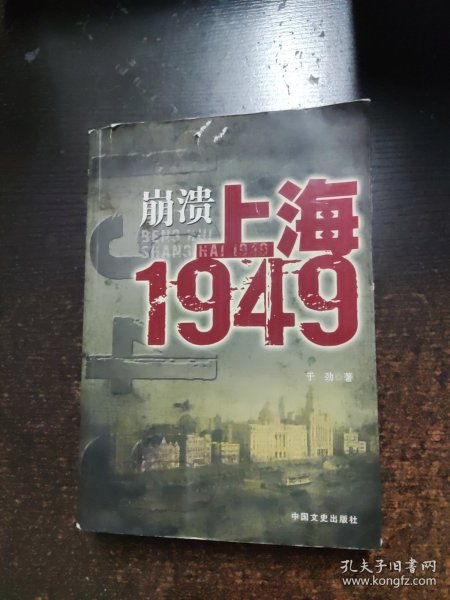 崩溃
上海
BENG KUI
SHANG HAI 1949
1949
于 劲◎著
中国文史出版社
孔夫子旧书网
www.kongfz.com